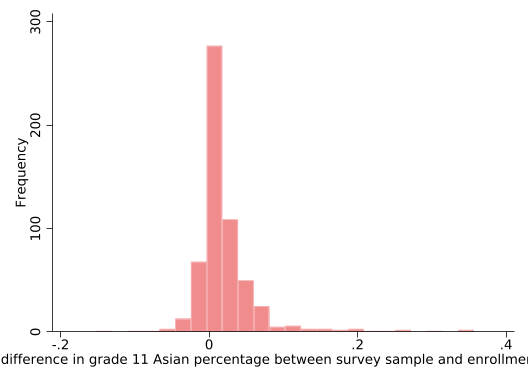 300
200
100
0
Frequency
-.2 0 .2 .4
difference in grade 11 Asian percentage between survey sample and